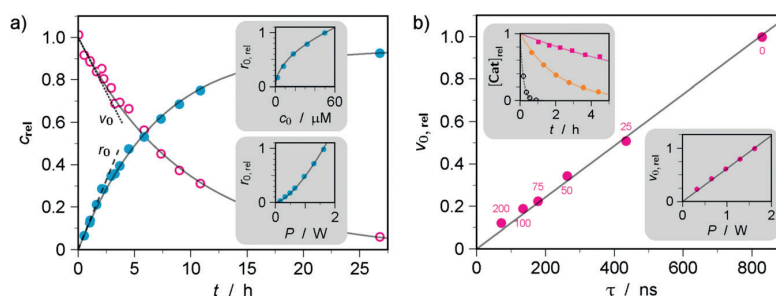 a)
1.0
0.8
0.6
0.4
0.2
0
c_rel
0 5 10 15 20 25
t / h
v_0
r_0
r_0, rel
1
0
0 30 60
c_0 / µM
r_0, rel
1
0
0 1 2
P / W
b)
1.0
0.8
0.6
0.4
0.2
0
v_0, rel
0 200 400 600 800
τ / ns
200
100
75
50
25
0
[Cat]_rel
1
0
0 2 4
t / h
v_0, rel
1
0
0 1 2
P / W